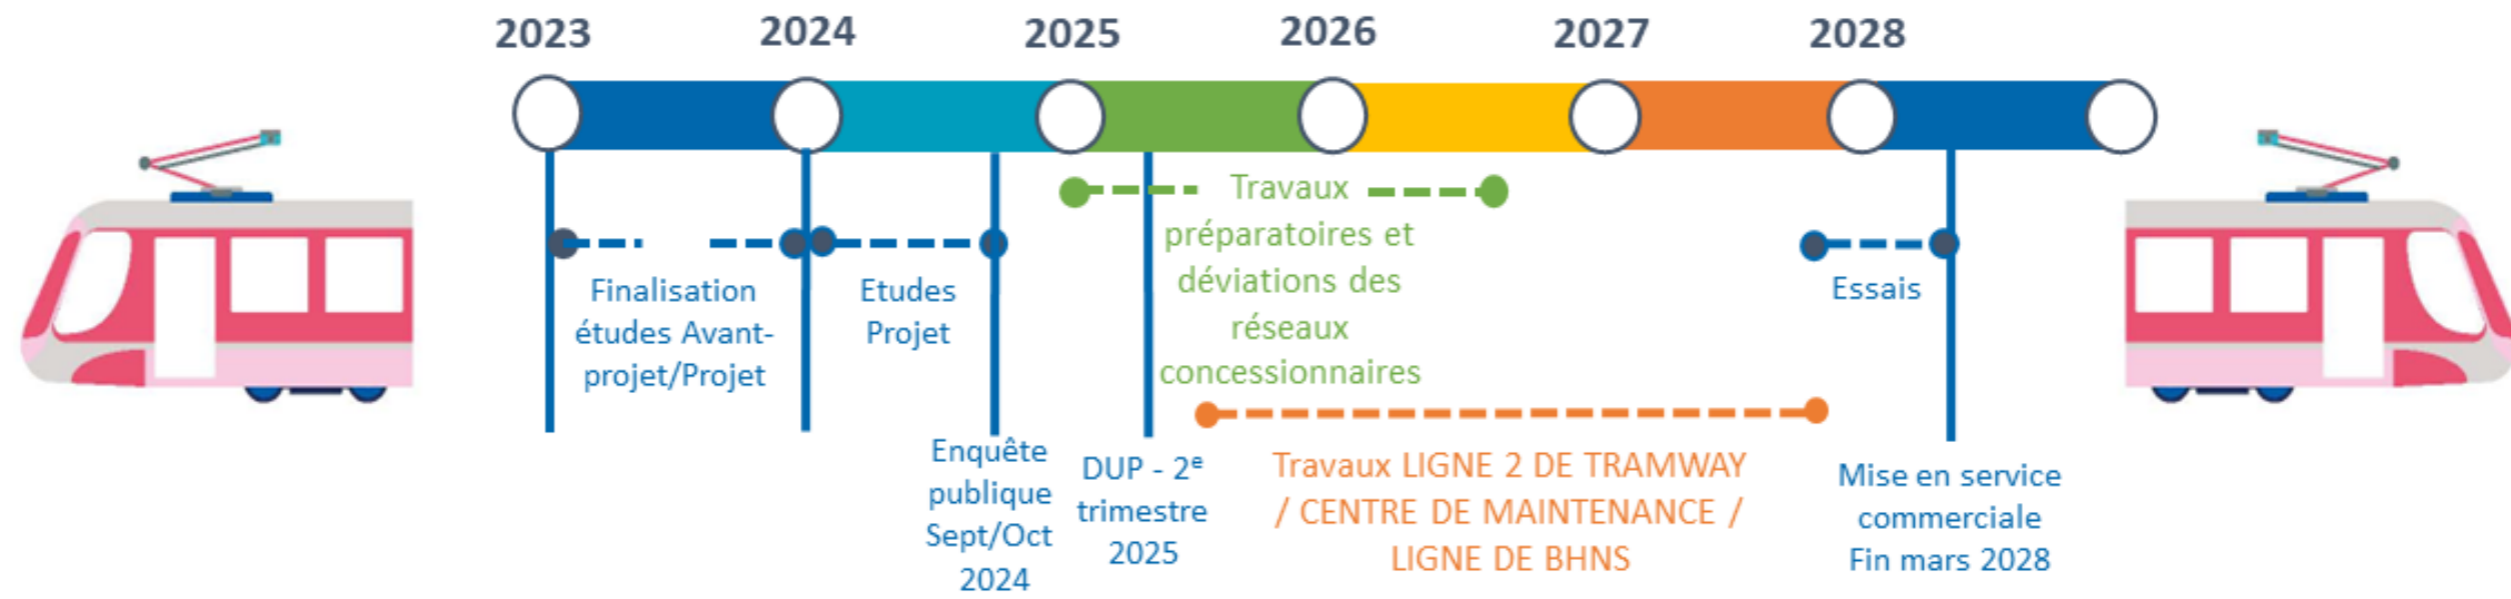 2023
2024
2025
2026
2027
2028
Finalisation
études Avant-
projet/Projet
Etudes
Projet
Travaux
préparatoires et
déviations des
réseaux
concessionnaires
Essais
Enquête
publique
Sept/Oct
2024
DUP - 2ᵉ
trimestre
2025
Travaux LIGNE 2 DE TRAMWAY
/ CENTRE DE MAINTENANCE /
LIGNE DE BHNS
Mise en service
commerciale
Fin mars 2028